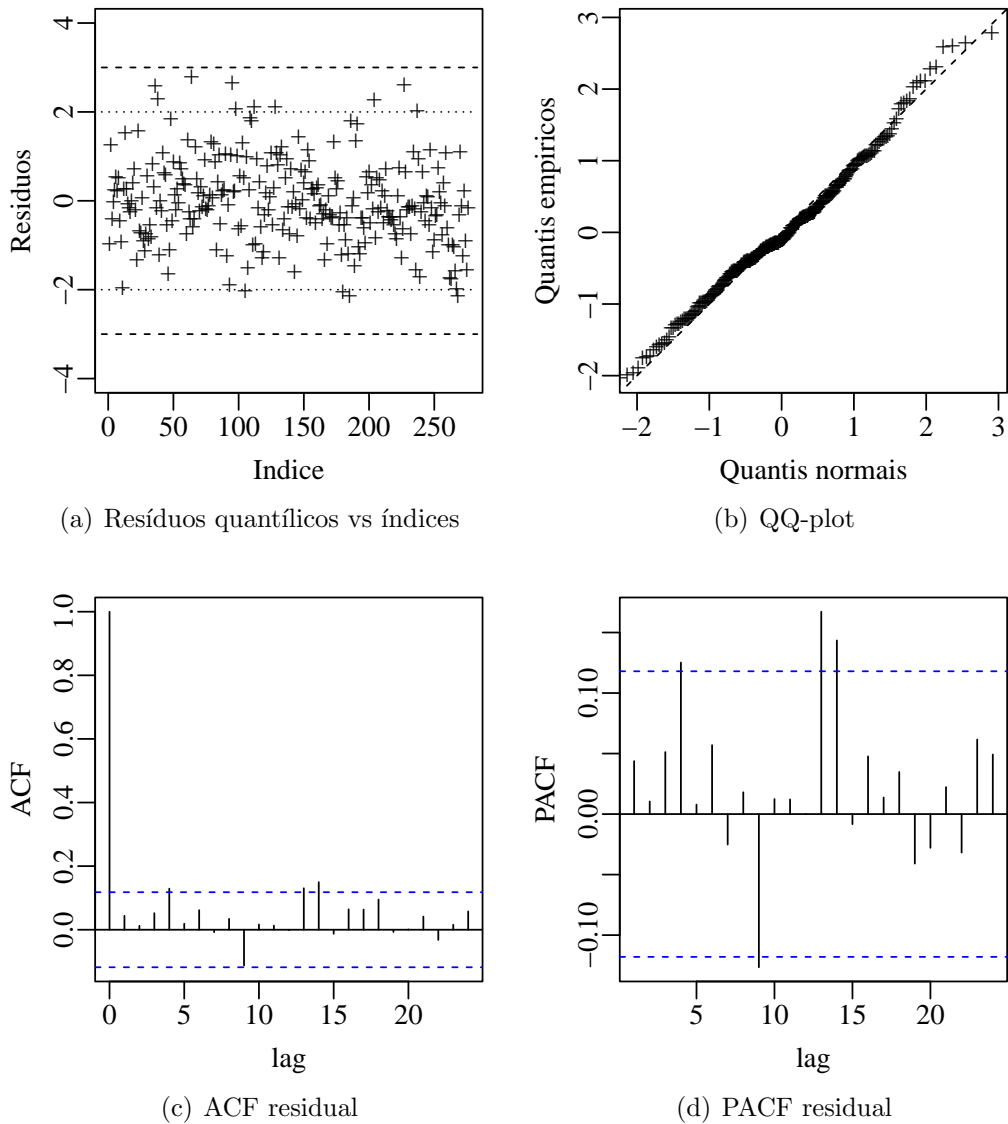 4
2
0
−2
−4
Residuos
0 50 100 150 200 250
Indice
(a) Resíduos quantílicos vs índices
3
2
1
0
−1
−2
Quantis empiricos
−2 −1 0 1 2 3
Quantis normais
(b) QQ-plot
1.0
0.8
0.6
0.4
0.2
0.0
ACF
0 5 10 15 20
lag
(c) ACF residual
0.10
0.00
−0.10
PACF
5 10 15 20
lag
(d) PACF residual